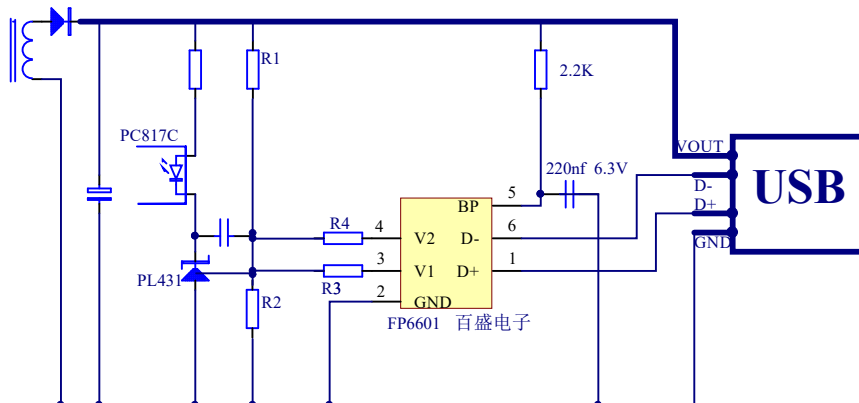 R1
2.2K
PC817C
VOUT
220nf 6.3V
D-
USB
5
BP
D+
R4
4
V2
D-
6
GND
3
V1
D+
1
PL431
R3
2
GND
R2
FP6601 百盛电子